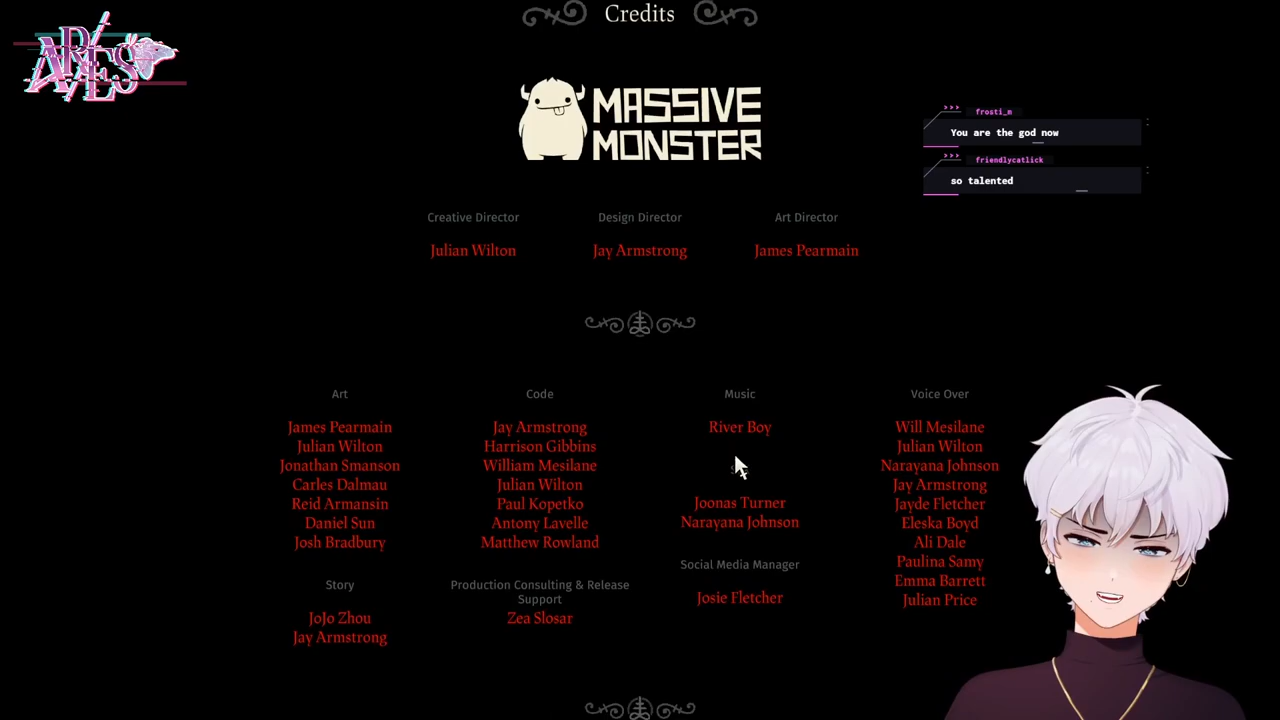 Credits
ARES
MASSIVE
MONSTER
frosti_m
You are the god now
friendlycatlick
so talented
Creative Director
Julian Wilton
Design Director
Jay Armstrong
Art Director
James Pearmain
Art
James Pearmain
Julian Wilton
Jonathan Smanson
Carles Dalmau
Reid Armansin
Daniel Sun
Josh Bradbury
Story
JoJo Zhou
Jay Armstrong
Code
Jay Armstrong
Harrison Gibbins
William Mesilane
Julian Wilton
Paul Kopetko
Antony Lavelle
Matthew Rowland
Production Consulting & Release
Support
Zea Slosar
Music
River Boy
Joonas Turner
Narayana Johnson
Social Media Manager
Josie Fletcher
Voice Over
Will Mesilane
Julian Wilton
Narayana Johnson
Jay Armstrong
Jayde Fletcher
Eleska Boyd
Ali Dale
Paulina Samy
Emma Barrett
Julian Price